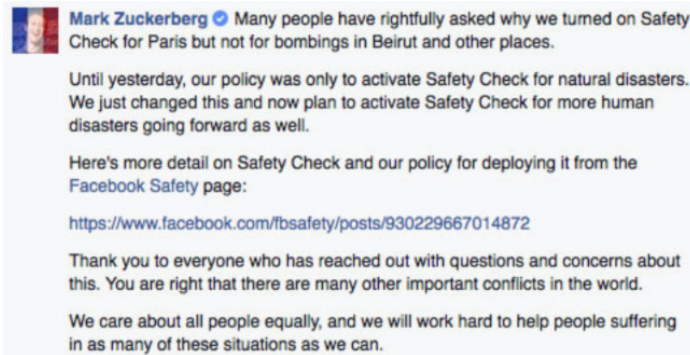 Mark Zuckerberg Many people have rightfully asked why we turned on Safety
Check for Paris but not for bombings in Beirut and other places.
Until yesterday, our policy was only to activate Safety Check for natural disasters.
We just changed this and now plan to activate Safety Check for more human
disasters going forward as well.
Here's more detail on Safety Check and our policy for deploying it from the
Facebook Safety page:
https://www.facebook.com/fbsafety/posts/930229667014872
Thank you to everyone who has reached out with questions and concerns about
this. You are right that there are many other important conflicts in the world.
We care about all people equally, and we will work hard to help people suffering
in as many of these situations as we can.